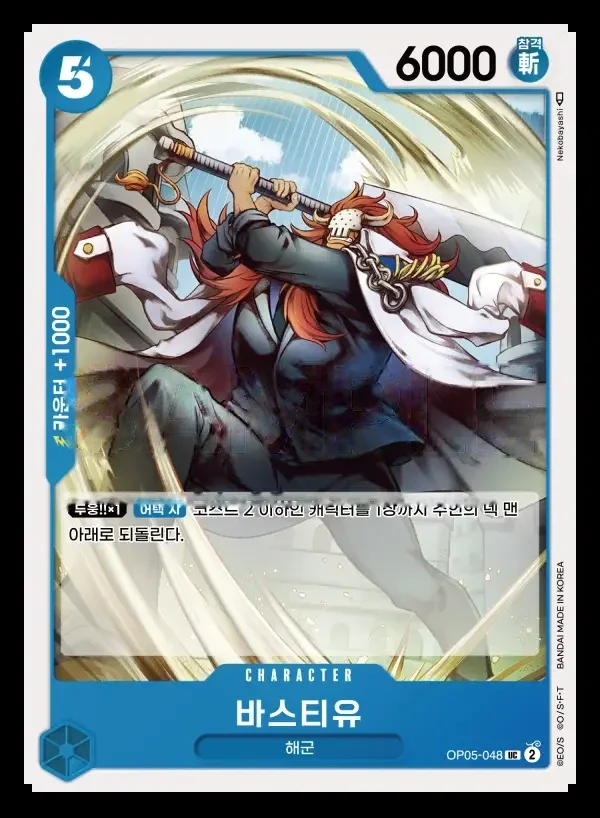 5
6000
참격
斬
Nekobayashi
카운터 +1000
두웅!!×1 어택 시 코스트 2 이하인 캐릭터를 1장까지 주인의 덱 맨
아래로 되돌린다.
CHARACTER
바스티유
해군
OP05-048 UC 2
©EO/S ©O/S·F·T BANDAI MADE IN KOREA